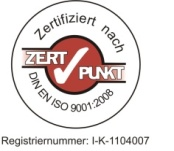 Zertifiziert nach
ZERT PUNKT
DIN EN ISO 9001:2008
Registriernummer: I-K-1104007